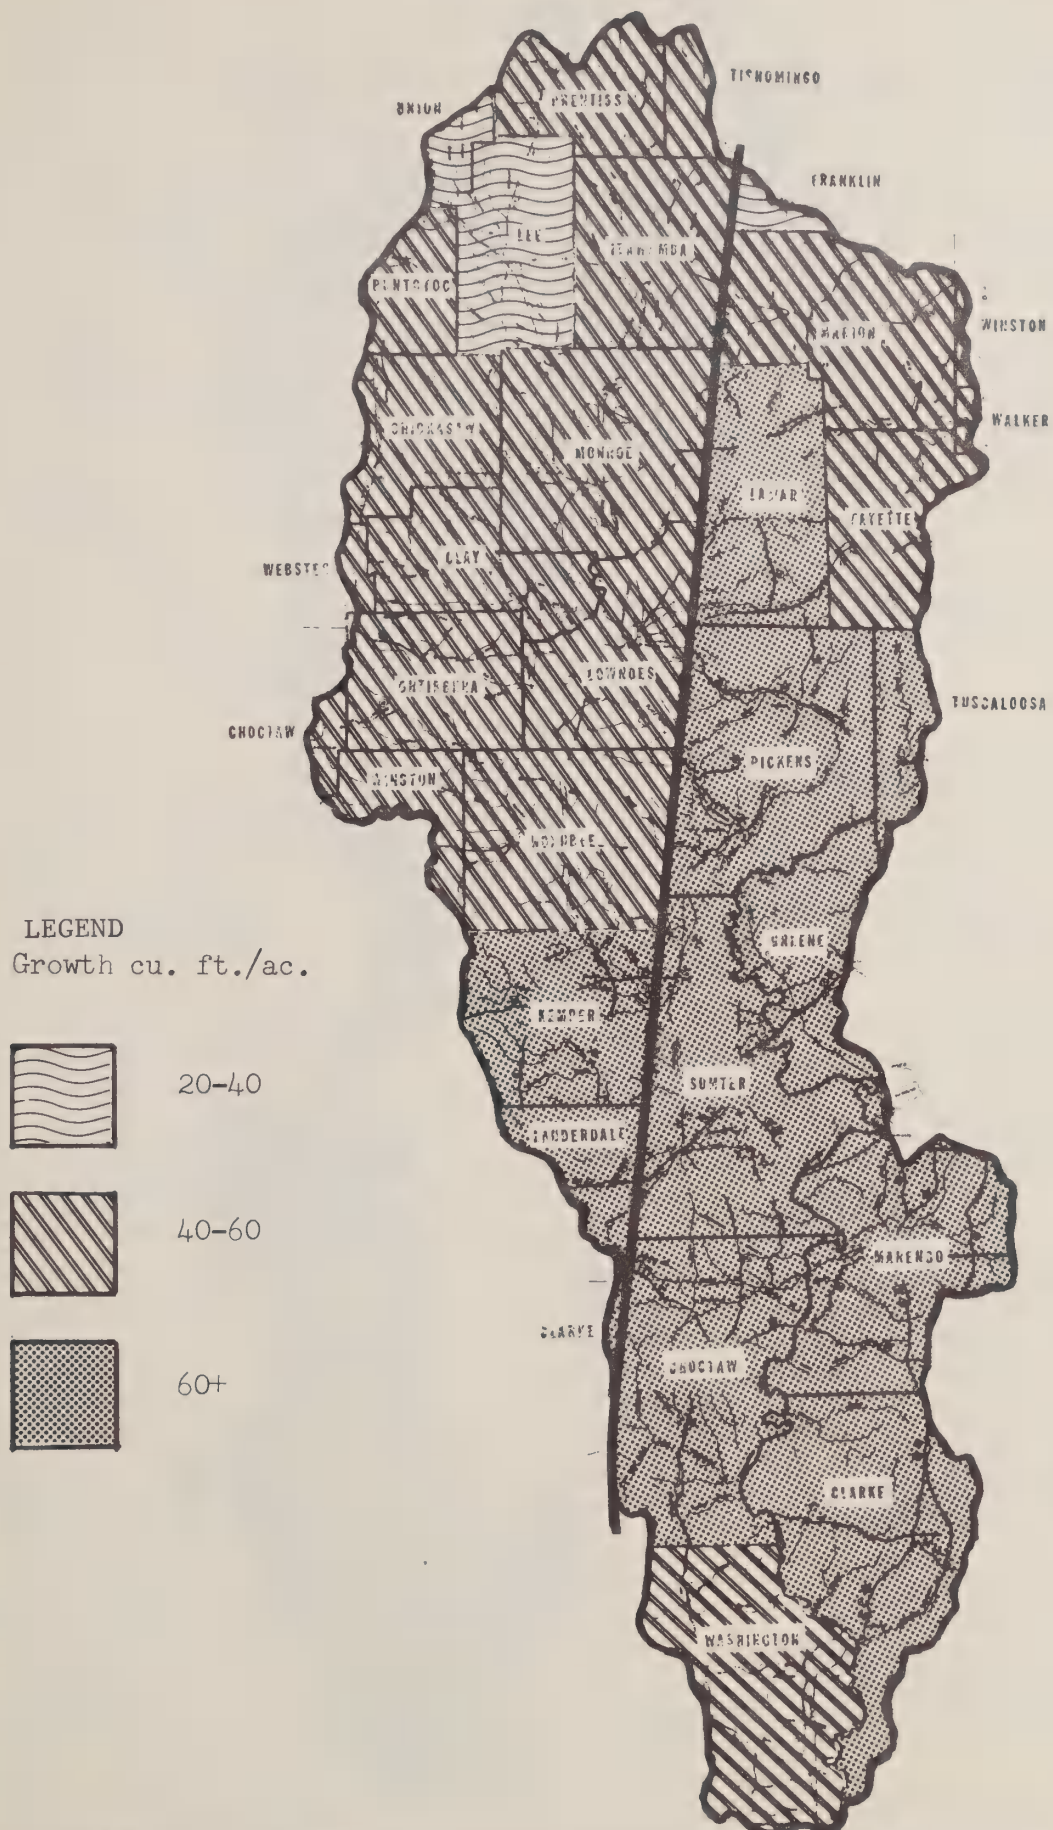 TISHOMINGO
UNION
PRENTISS
FRANKLIN
LEE
ITAWAMBA
PONTOTOC
WINSTON
MARION
CHICKASAW
WALKER
MONROE
LAMAR
FAYETTE
CLAY
WEBSTER
LOWNDES
OKTIBBEHA
TUSCALOOSA
CHOCTAW
PICKENS
WINSTON
NOXUBEE
LEGEND
GREENE
Growth cu. ft./ac.
KEMPER
20-40
SUMTER
LAUDERDALE
40-60
MARENGO
CLARKE
CHOCTAW
60+
CLARKE
WASHINGTON